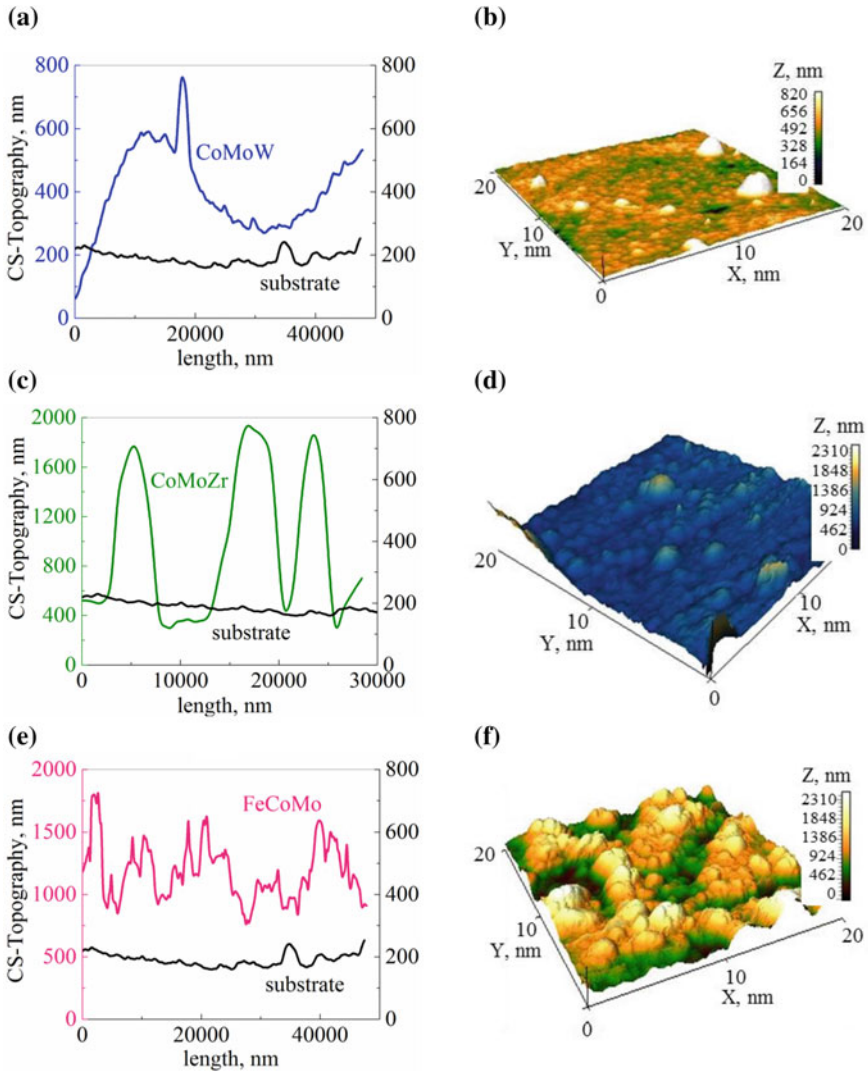 (a)
CS-Topography, nm
800
600
400
200
0
CoMoW
substrate
800
600
400
200
0
0 20000 40000
length, nm
(b)
Z, nm
820
656
492
328
164
0
20
10
Y, nm
0
10
20
X, nm
(c)
CS-Topography, nm
2000
1600
1200
800
400
0
CoMoZr
substrate
800
600
400
200
0
0 10000 20000 30000
length, nm
(d)
Z, nm
2310
1848
1386
924
462
0
20
10
Y, nm
0
10
20
X, nm
(e)
CS-Topography, nm
2000
1500
1000
500
0
FeCoMo
substrate
800
600
400
200
0
0 20000 40000
length, nm
(f)
Z, nm
2310
1848
1386
924
462
0
20
10
Y, nm
0
10
20
X, nm